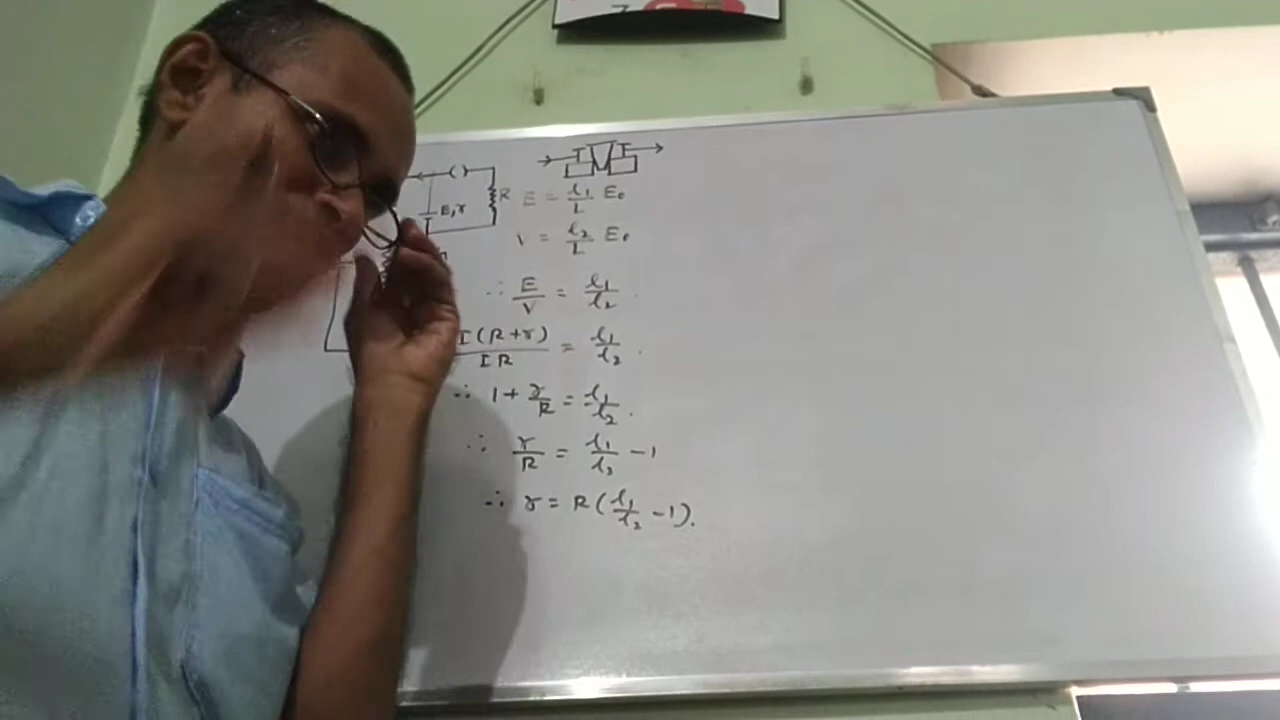 R
E,r
E = l₁/L E₀
V = l₂/L E₀
∴ E/V = l₁/l₂.
I(R+r)/IR = l₁/l₂.
∴ 1 + r/R = l₁/l₂.
∴ r/R = l₁/l₂ - 1
∴ r = R(l₁/l₂ - 1).